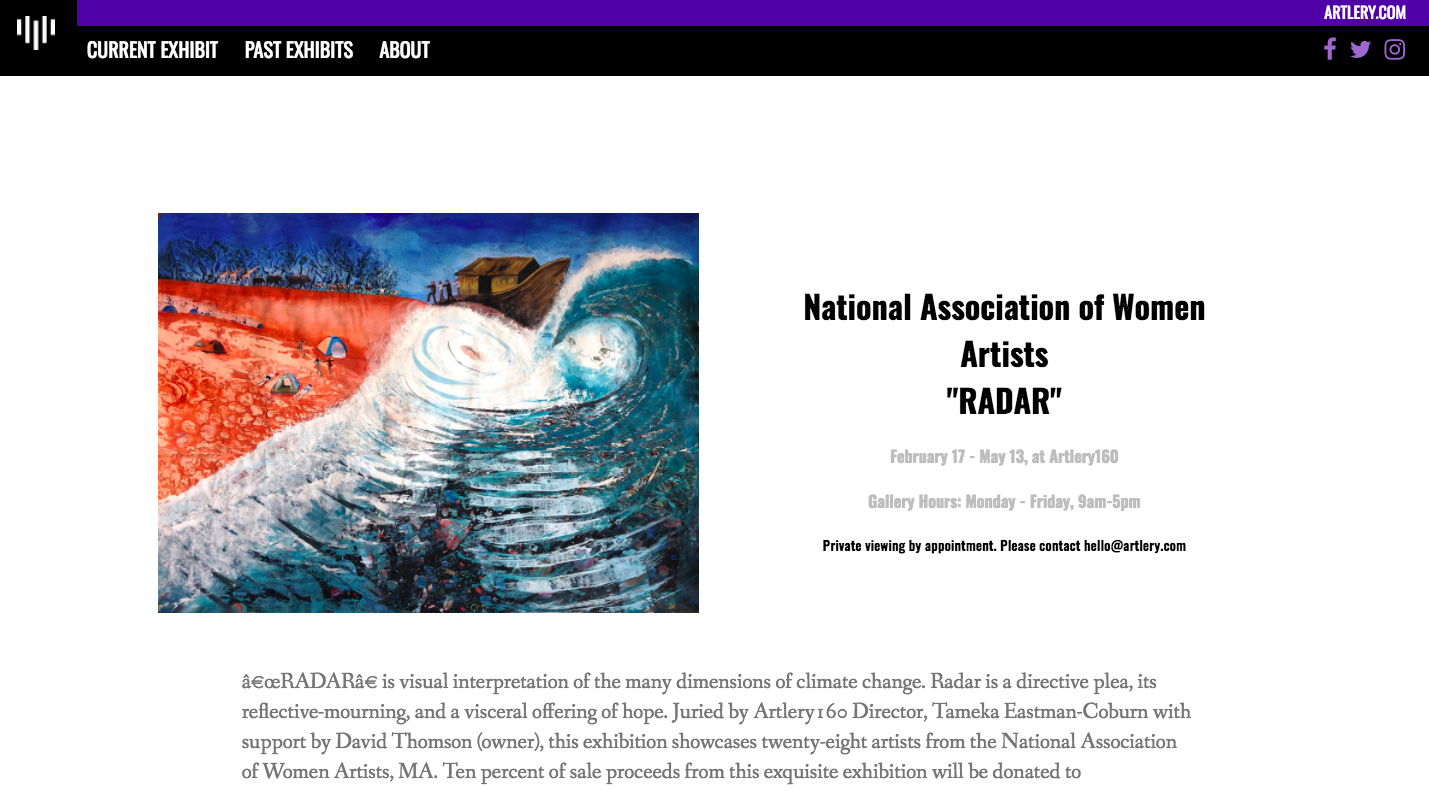 ARTLERY.COM
CURRENT EXHIBIT PAST EXHIBITS ABOUT
National Association of Women
Artists
"RADAR"
February 17 - May 13, at Artlery160
Gallery Hours: Monday - Friday, 9am-5pm
Private viewing by appointment. Please contact hello@artlery.com
â€œRADARâ€ is visual interpretation of the many dimensions of climate change. Radar is a directive plea, its
reflective-mourning, and a visceral offering of hope. Juried by Artlery160 Director, Tameka Eastman-Coburn with
support by David Thomson (owner), this exhibition showcases twenty-eight artists from the National Association
of Women Artists, MA. Ten percent of sale proceeds from this exquisite exhibition will be donated to